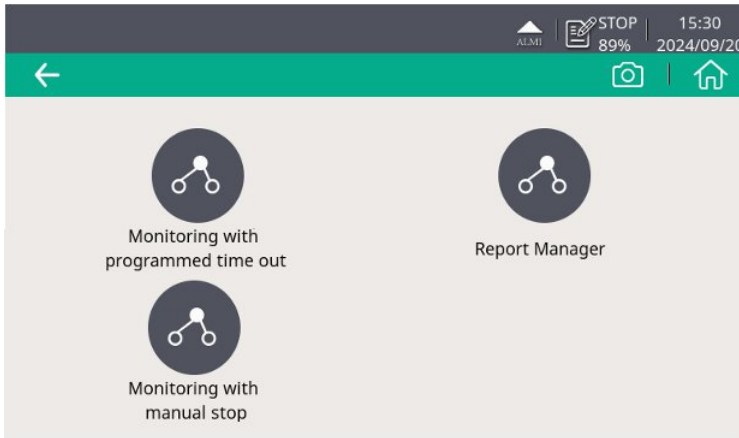 ALMI
STOP
89%
15:30
2024/09/20
Monitoring with
programmed time out
Report Manager
Monitoring with
manual stop